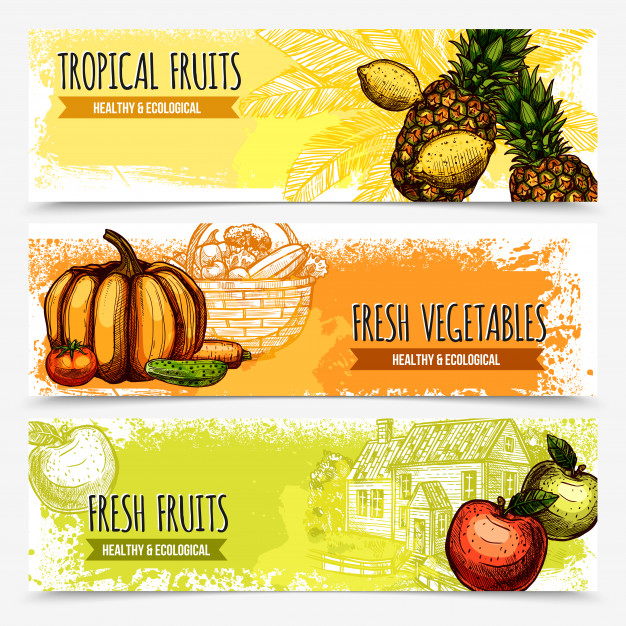 TROPICAL FRUITS
HEALTHY & ECOLOGICAL
FRESH VEGETABLES
HEALTHY & ECOLOGICAL
FRESH FRUITS
HEALTHY & ECOLOGICAL